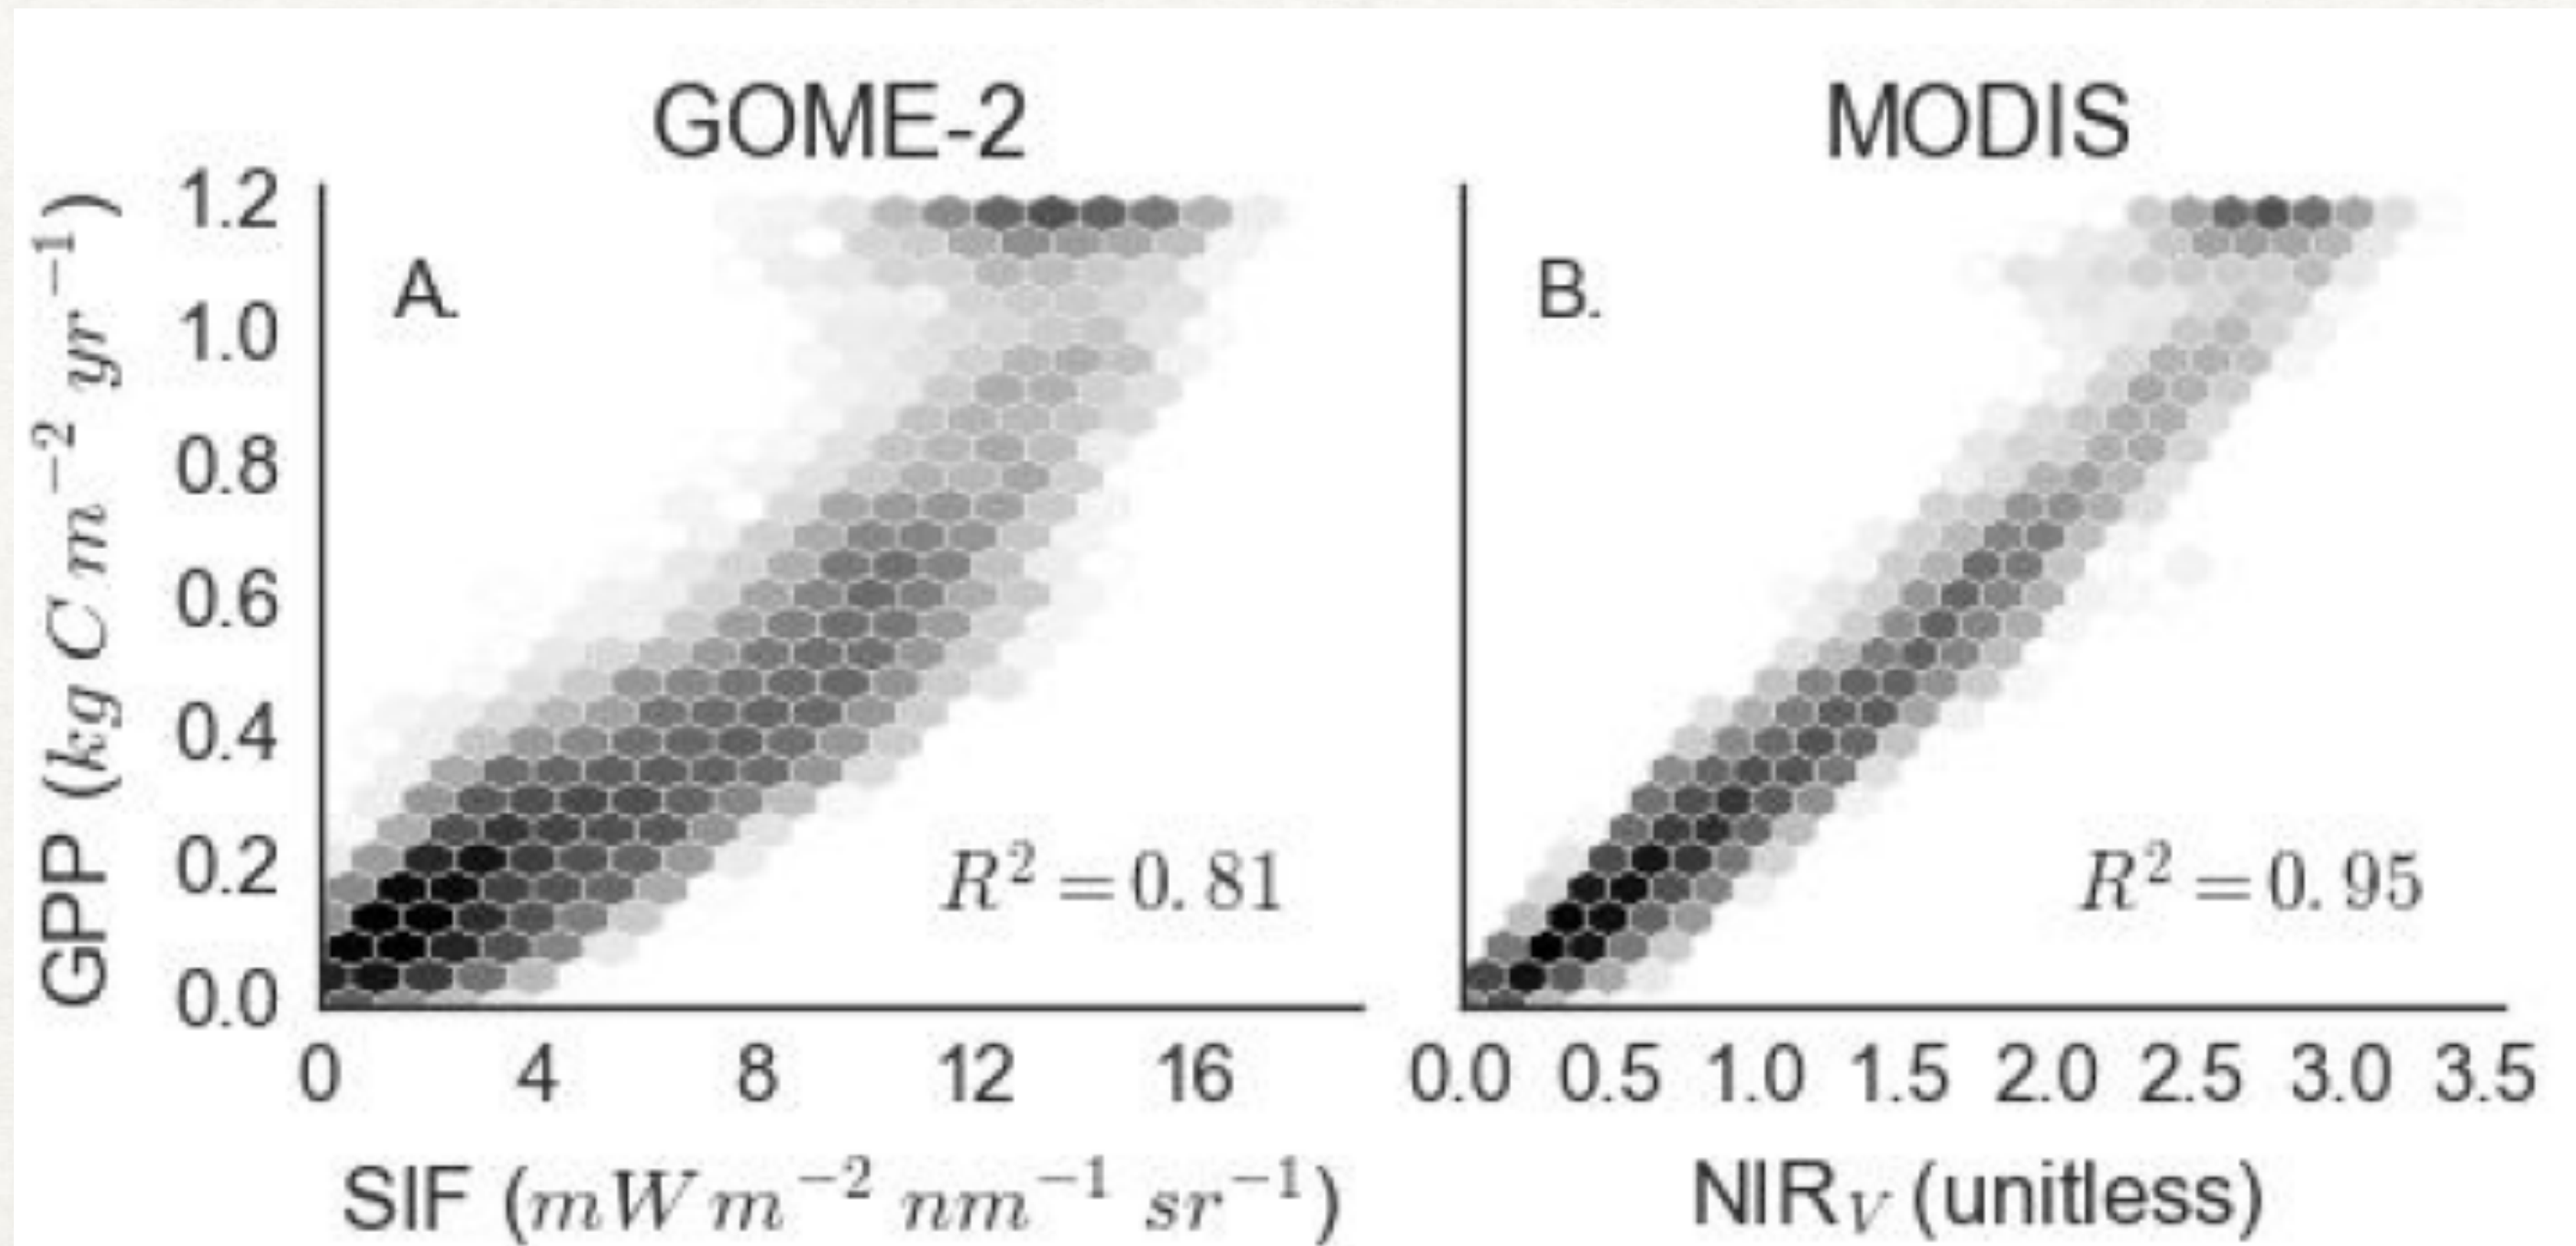 GOME-2
MODIS
GPP (kg C m⁻² yr⁻¹)
1.2
1.0
0.8
0.6
0.4
0.2
0.0
A.
R² = 0.81
0 4 8 12 16
SIF (mW m⁻² nm⁻¹ sr⁻¹)
B.
R² = 0.95
0.0 0.5 1.0 1.5 2.0 2.5 3.0 3.5
NIR_V (unitless)